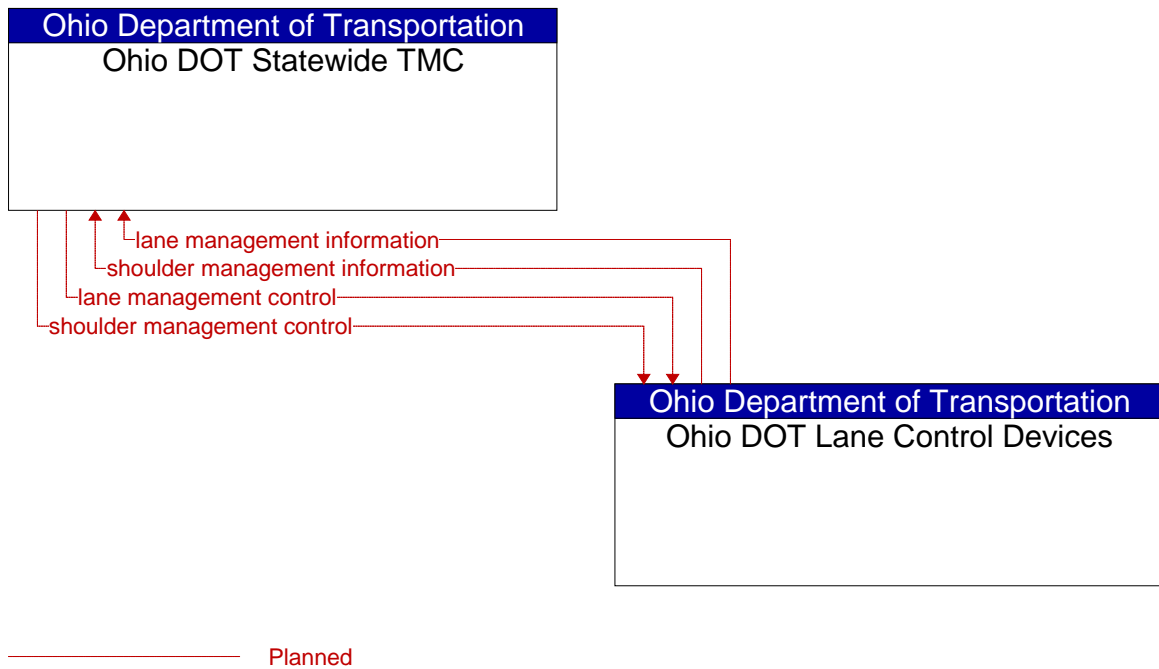 Ohio Department of Transportation
Ohio DOT Statewide TMC
lane management information
shoulder management information
lane management control
shoulder management control
Ohio Department of Transportation
Ohio DOT Lane Control Devices
Planned